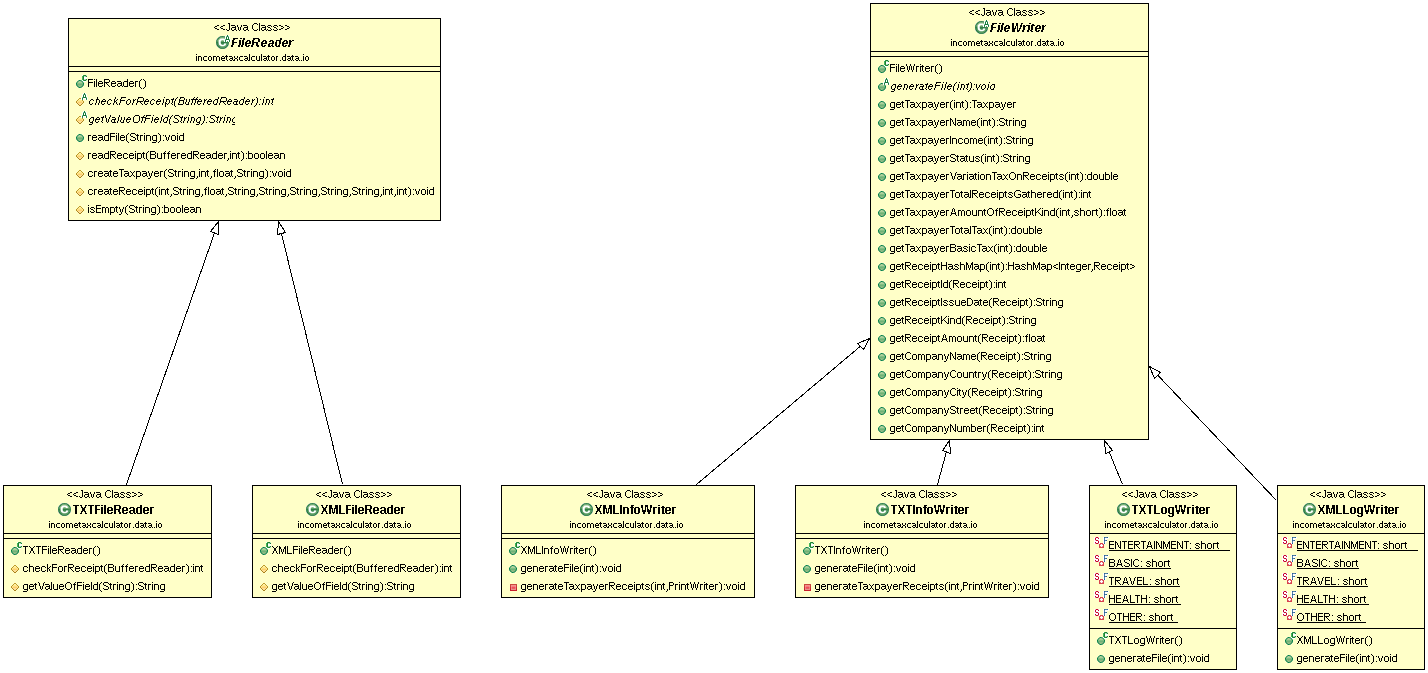 <<Java Class>>
FileReader
incometaxcalculator.data.io
FileReader()
checkForReceipt(BufferedReader):int
getValueOfField(String):String
readFile(String):void
readReceipt(BufferedReader,int):boolean
createTaxpayer(String,int,float,String):void
createReceipt(int,String,float,String,String,String,String,int,int):void
isEmpty(String):boolean
<<Java Class>>
FileWriter
incometaxcalculator.data.io
FileWriter()
generateFile(int):void
getTaxpayer(int):Taxpayer
getTaxpayerName(int):String
getTaxpayerIncome(int):String
getTaxpayerStatus(int):String
getTaxpayerVariationTaxOnReceipts(int):double
getTaxpayerTotalReceiptsGathered(int):int
getTaxpayerAmountOfReceiptKind(int,short):float
getTaxpayerTotalTax(int):double
getTaxpayerBasicTax(int):double
getReceiptHashMap(int):HashMap<Integer,Receipt>
getReceiptId(Receipt):int
getReceiptIssueDate(Receipt):String
getReceiptKind(Receipt):String
getReceiptAmount(Receipt):float
getCompanyName(Receipt):String
getCompanyCountry(Receipt):String
getCompanyCity(Receipt):String
getCompanyStreet(Receipt):String
getCompanyNumber(Receipt):int
<<Java Class>>
TXTFileReader
incometaxcalculator.data.io
TXTFileReader()
checkForReceipt(BufferedReader):int
getValueOfField(String):String
<<Java Class>>
XMLFileReader
incometaxcalculator.data.io
XMLFileReader()
checkForReceipt(BufferedReader):int
getValueOfField(String):String
<<Java Class>>
XMLInfoWriter
incometaxcalculator.data.io
XMLInfoWriter()
generateFile(int):void
generateTaxpayerReceipts(int,PrintWriter):void
<<Java Class>>
TXTInfoWriter
incometaxcalculator.data.io
TXTInfoWriter()
generateFile(int):void
generateTaxpayerReceipts(int,PrintWriter):void
<<Java Class>>
TXTLogWriter
incometaxcalculator.data.io
ENTERTAINMENT: short
BASIC: short
TRAVEL: short
HEALTH: short
OTHER: short
TXTLogWriter()
generateFile(int):void
<<Java Class>>
XMLLogWriter
incometaxcalculator.data.io
ENTERTAINMENT: short
BASIC: short
TRAVEL: short
HEALTH: short
OTHER: short
XMLLogWriter()
generateFile(int):void